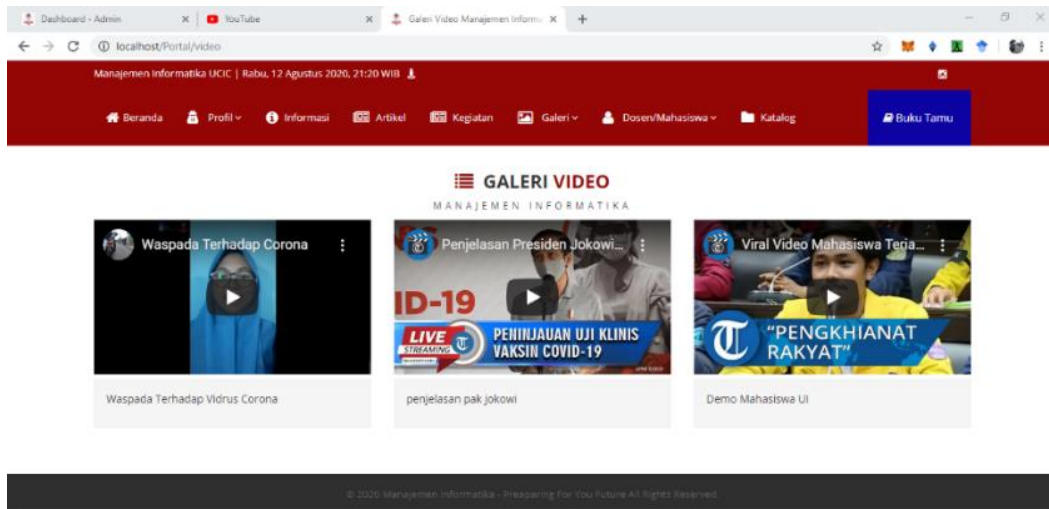 Dashboard - Admin
YouTube
Galeri Video Manajemen Inform
localhost/Portal/video
Manajemen Informatika UCIC | Rabu, 12 Agustus 2020, 21:20 WIB
Beranda
Profil
Informasi
Artikel
Kegiatan
Galeri
Dosen/Mahasiswa
Katalog
Buku Tamu
GALERI VIDEO
MANAJEMEN INFORMATIKA
Waspada Terhadap Corona
Penjelasan Presiden Jokowi...
ID-19
LIVE
STREAMING
PENINJAUAN UJI KLINIS
VAKSIN COVID-19
Viral Video Mahasiswa Teria...
"PENGKHIANAT
RAKYAT"
Waspada Terhadap Vidrus Corona
penjelasan pak jokowi
Demo Mahasiswa UI
© 2020 Manajemen Informatika - Preaparing For You Future All Rights Reserved.